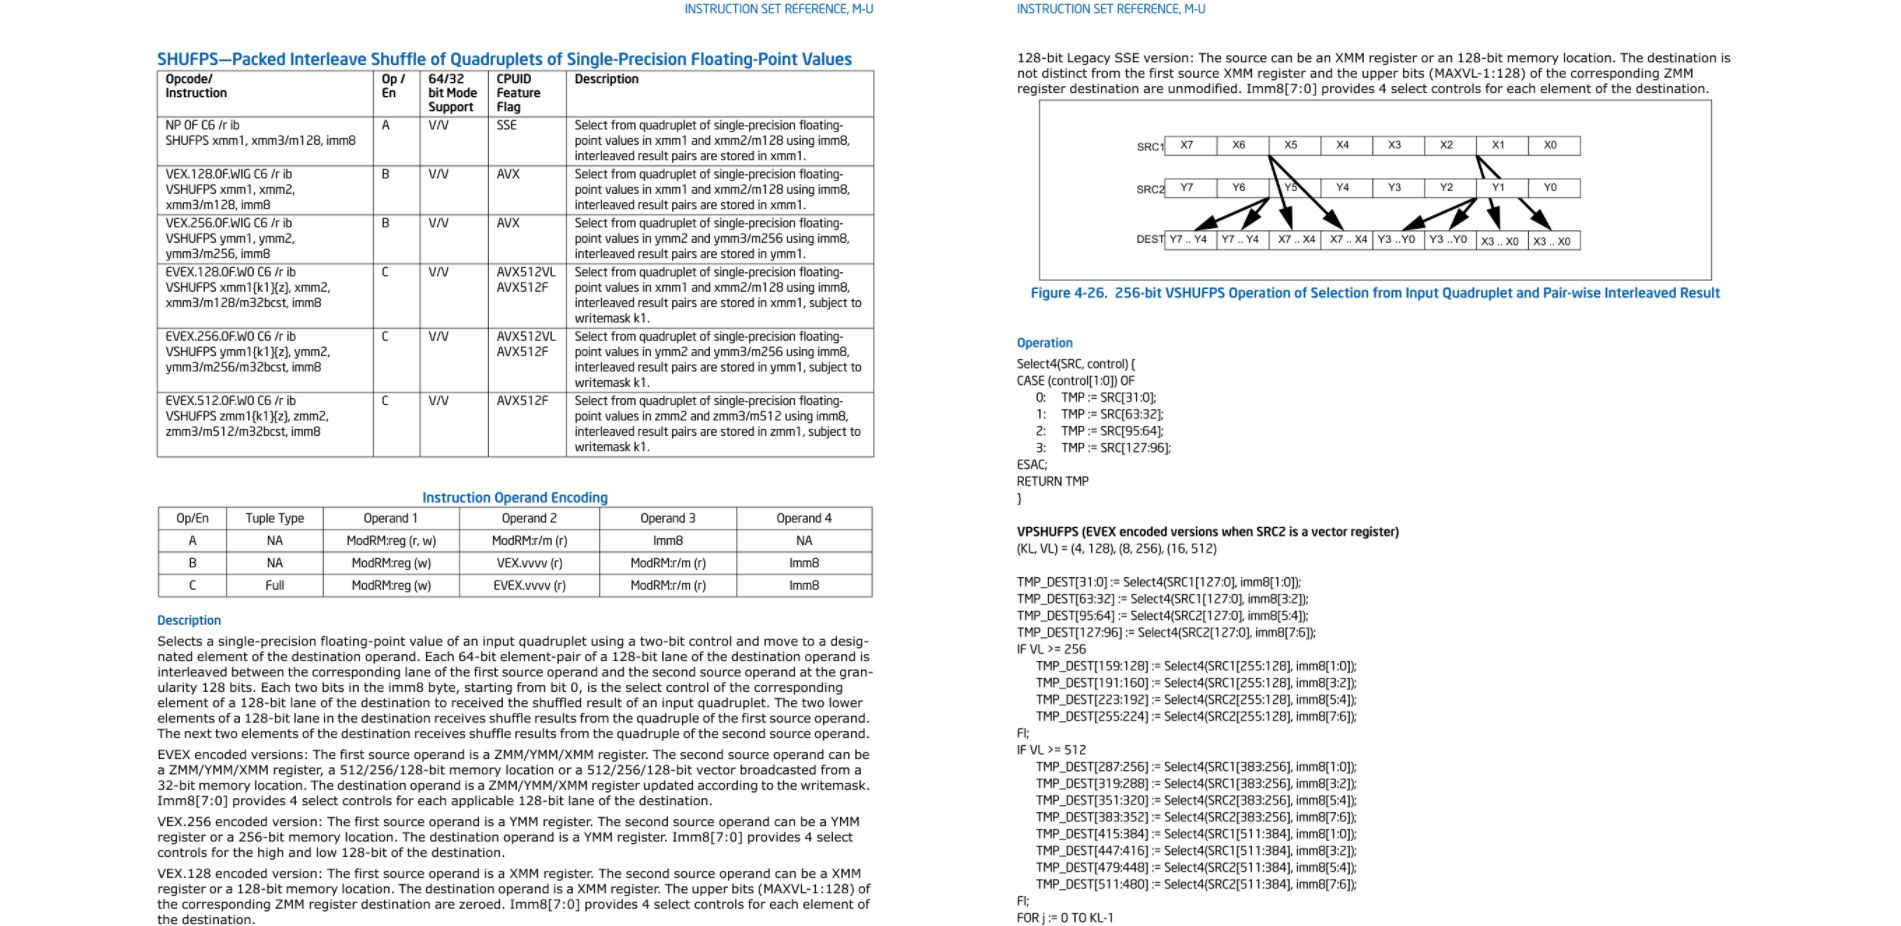 INSTRUCTION SET REFERENCE, M-U
SHUFPS—Packed Interleave Shuffle of Quadruplets of Single-Precision Floating-Point Values
Opcode/
Instruction
Op /
En
64/32
bit Mode
Support
CPUID
Feature
Flag
Description
NP 0F C6 /r ib
SHUFPS xmm1, xmm3/m128, imm8
A
V/V
SSE
Select from quadruplet of single-precision floating-
point values in xmm1 and xmm2/m128 using imm8,
interleaved result pairs are stored in xmm1.
VEX.128.0F.WIG C6 /r ib
VSHUFPS xmm1, xmm2,
xmm3/m128, imm8
B
V/V
AVX
Select from quadruplet of single-precision floating-
point values in xmm1 and xmm2/m128 using imm8,
interleaved result pairs are stored in xmm1.
VEX.256.0F.WIG C6 /r ib
VSHUFPS ymm1, ymm2,
ymm3/m256, imm8
B
V/V
AVX
Select from quadruplet of single-precision floating-
point values in ymm2 and ymm3/m256 using imm8,
interleaved result pairs are stored in ymm1.
EVEX.128.0F.W0 C6 /r ib
VSHUFPS xmm1{k1}{z}, xmm2,
xmm3/m128/m32bcst, imm8
C
V/V
AVX512VL
AVX512F
Select from quadruplet of single-precision floating-
point values in xmm1 and xmm2/m128 using imm8,
interleaved result pairs are stored in xmm1, subject to
writemask k1.
EVEX.256.0F.W0 C6 /r ib
VSHUFPS ymm1{k1}{z}, ymm2,
ymm3/m256/m32bcst, imm8
C
V/V
AVX512VL
AVX512F
Select from quadruplet of single-precision floating-
point values in ymm2 and ymm3/m256 using imm8,
interleaved result pairs are stored in ymm1, subject to
writemask k1.
EVEX.512.0F.W0 C6 /r ib
VSHUFPS zmm1{k1}{z}, zmm2,
zmm3/m512/m32bcst, imm8
C
V/V
AVX512F
Select from quadruplet of single-precision floating-
point values in zmm2 and zmm3/m512 using imm8,
interleaved result pairs are stored in zmm1, subject to
writemask k1.
Instruction Operand Encoding
Op/En Tuple Type Operand 1 Operand 2 Operand 3 Operand 4
A NA ModRM:reg (r, w) ModRM:r/m (r) Imm8 NA
B NA ModRM:reg (w) VEX.vvvv (r) ModRM:r/m (r) Imm8
C Full ModRM:reg (w) EVEX.vvvv (r) ModRM:r/m (r) Imm8
Description
Selects a single-precision floating-point value of an input quadruplet using a two-bit control and move to a desig-
nated element of the destination operand. Each 64-bit element-pair of a 128-bit lane of the destination operand is
interleaved between the corresponding lane of the first source operand and the second source operand at the gran-
ularity 128 bits. Each two bits in the imm8 byte, starting from bit 0, is the select control of the corresponding
element of a 128-bit lane of the destination to received the shuffled result of an input quadruplet. The two lower
elements of a 128-bit lane in the destination receives shuffle results from the quadruple of the first source operand.
The next two elements of the destination receives shuffle results from the quadruple of the second source operand.
EVEX encoded versions: The first source operand is a ZMM/YMM/XMM register. The second source operand can be
a ZMM/YMM/XMM register, a 512/256/128-bit memory location or a 512/256/128-bit vector broadcasted from a
32-bit memory location. The destination operand is a ZMM/YMM/XMM register updated according to the writemask.
Imm8[7:0] provides 4 select controls for each applicable 128-bit lane of the destination.
VEX.256 encoded version: The first source operand is a YMM register. The second source operand can be a YMM
register or a 256-bit memory location. The destination operand is a YMM register. Imm8[7:0] provides 4 select
controls for the high and low 128-bit of the destination.
VEX.128 encoded version: The first source operand is a XMM register. The second source operand can be a XMM
register or a 128-bit memory location. The destination operand is a XMM register. The upper bits (MAXVL-1:128) of
the corresponding ZMM register destination are zeroed. Imm8[7:0] provides 4 select controls for each element of
the destination.
INSTRUCTION SET REFERENCE, M-U
128-bit Legacy SSE version: The source can be an XMM register or an 128-bit memory location. The destination is
not distinct from the first source XMM register and the upper bits (MAXVL-1:128) of the corresponding ZMM
register destination are unmodified. Imm8[7:0] provides 4 select controls for each element of the destination.
SRC1 X7 X6 X5 X4 X3 X2 X1 X0
SRC2 Y7 Y6 Y5 Y4 Y3 Y2 Y1 Y0
DEST Y7 .. Y4 Y7 .. Y4 X7 .. X4 X7 .. X4 Y3 ..Y0 Y3 ..Y0 X3 .. X0 X3 .. X0
Figure 4-26. 256-bit VSHUFPS Operation of Selection from Input Quadruplet and Pair-wise Interleaved Result
Operation
Select4(SRC, control) {
CASE (control[1:0]) OF
0: TMP := SRC[31:0];
1: TMP := SRC[63:32];
2: TMP := SRC[95:64];
3: TMP := SRC[127:96];
ESAC;
RETURN TMP
}
VPSHUFPS (EVEX encoded versions when SRC2 is a vector register)
(KL, VL) = (4, 128), (8, 256), (16, 512)
TMP_DEST[31:0] := Select4(SRC1[127:0], imm8[1:0]);
TMP_DEST[63:32] := Select4(SRC1[127:0], imm8[3:2]);
TMP_DEST[95:64] := Select4(SRC2[127:0], imm8[5:4]);
TMP_DEST[127:96] := Select4(SRC2[127:0], imm8[7:6]);
IF VL >= 256
TMP_DEST[159:128] := Select4(SRC1[255:128], imm8[1:0]);
TMP_DEST[191:160] := Select4(SRC1[255:128], imm8[3:2]);
TMP_DEST[223:192] := Select4(SRC2[255:128], imm8[5:4]);
TMP_DEST[255:224] := Select4(SRC2[255:128], imm8[7:6]);
FI;
IF VL >= 512
TMP_DEST[287:256] := Select4(SRC1[383:256], imm8[1:0]);
TMP_DEST[319:288] := Select4(SRC1[383:256], imm8[3:2]);
TMP_DEST[351:320] := Select4(SRC2[383:256], imm8[5:4]);
TMP_DEST[383:352] := Select4(SRC2[383:256], imm8[7:6]);
TMP_DEST[415:384] := Select4(SRC1[511:384], imm8[1:0]);
TMP_DEST[447:416] := Select4(SRC1[511:384], imm8[3:2]);
TMP_DEST[479:448] := Select4(SRC2[511:384], imm8[5:4]);
TMP_DEST[511:480] := Select4(SRC2[511:384], imm8[7:6]);
FI;
FOR j := 0 TO KL-1